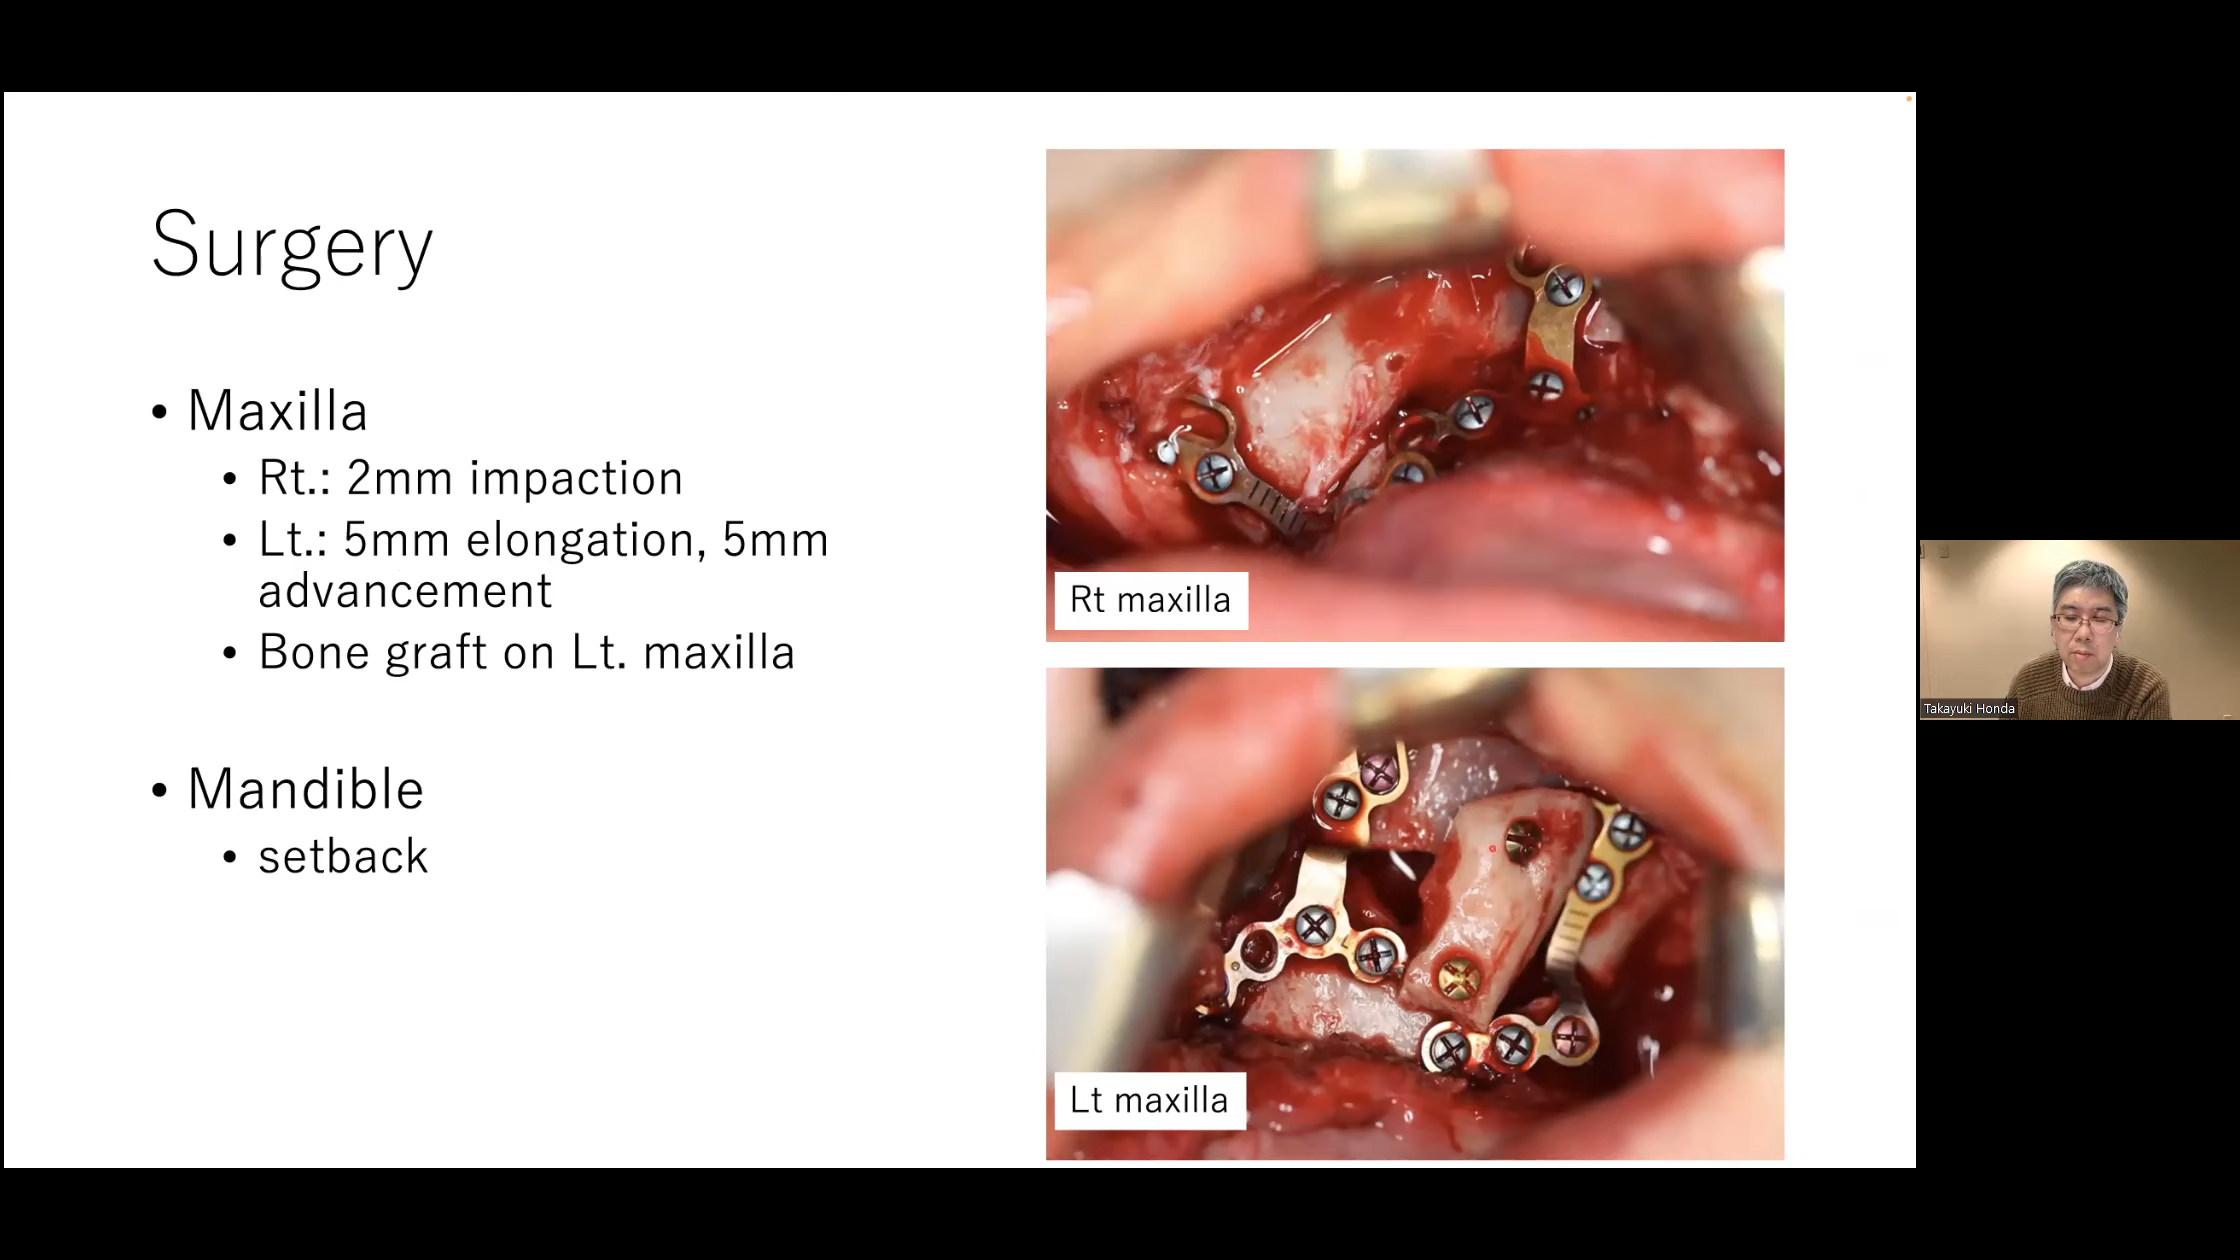 Surgery
• Maxilla
• Rt.: 2mm impaction
• Lt.: 5mm elongation, 5mm
advancement
• Bone graft on Lt. maxilla
• Mandible
• setback
Rt maxilla
Lt maxilla
Takayuki Honda